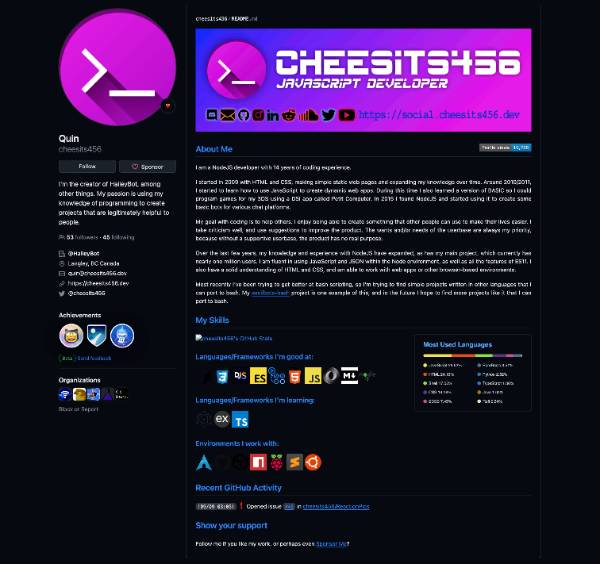 cheesits456 / README.md
CHEESITS456
JAVASCRIPT DEVELOPER
https://social.cheesits456.dev
Quin
cheesits456
Follow
Sponsor
I'm the creator of HaileyBot, among
other things. My passion is using my
knowledge of programming to create
projects that are legitimately helpful to
people.
53 followers · 45 following
@HaileyBot
Langley, BC Canada
quin@cheesits456.dev
https://cheesits456.dev
@cheesits456
Achievements
Beta Send feedback
Organizations
Block or Report
About Me
I am a NodeJS developer with 14 years of coding experience.
I started in 2009 with HTML and CSS, making simple static web pages and expanding my knowledge over time. Around 2010/2011,
I started to learn how to use JavaScript to create dynamic web apps. During this time I also learned a version of BASIC so I could
program games for my 3DS using a DSi app called Petit Computer. In 2016 I found NodeJS and started using it to create some
basic bots for various chat platforms.
My goal with coding is to help others. I enjoy being able to create something that other people can use to make their lives easier. I
take criticism well, and use suggestions to improve the product. The wants and/or needs of the userbase are always my priority,
because without a supportive userbase, the product has no real purpose.
Over the last few years, my knowledge and experience with NodeJS have expanded, as has my main project, which currently has
nearly one million users. I am fluent in using JavaScript and JSON within the Node environment, as well as all the features of ES11. I
also have a solid understanding of HTML and CSS, and am able to work with web apps or other browser-based environments.
Most recently I've been trying to get better at bash scripting, so I'm trying to find simple projects written in other languages that I
can port to bash. My project is one example of this, and in the future I hope to find more projects like it that I can
port to bash.
My Skills
cheesits456's GitHub Stats
Languages/Frameworks I'm good at:
DJS ES JS M
Languages/Frameworks I'm learning:
ex TS
Environments I work with:
Most Used Languages
Recent GitHub Activity
Opened issue in cheesits456/ReactionPics
Show your support
Follow me if you like my work, or perhaps even Sponsor Me?